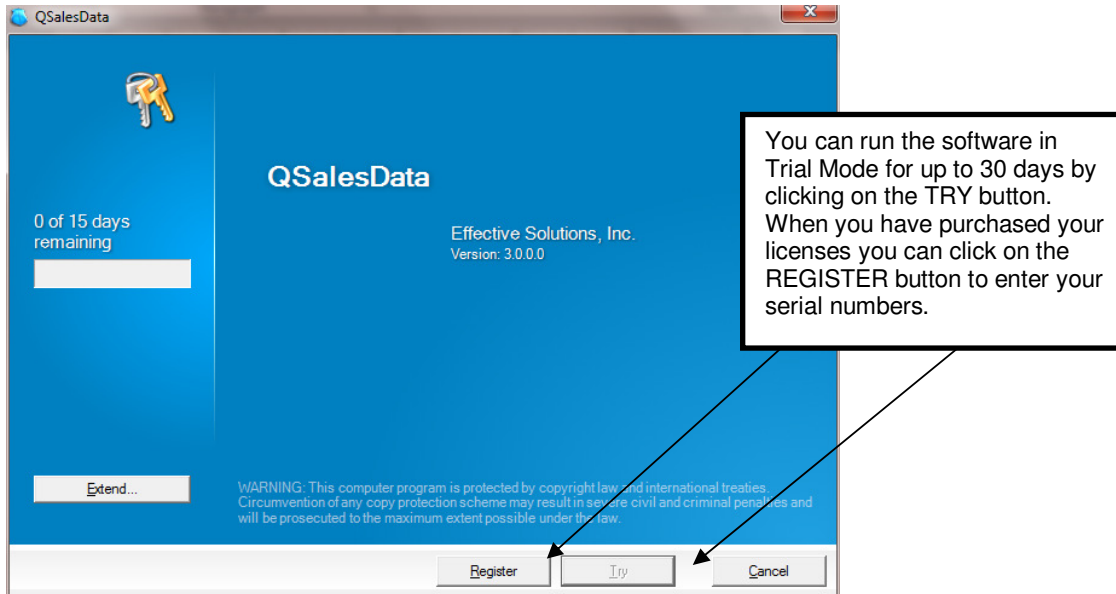 QSalesData
QSalesData
0 of 15 days
remaining
Effective Solutions, Inc.
Version: 3.0.0.0
Extend...
WARNING: This computer program is protected by copyright law and international treaties.
Circumvention of any copy protection scheme may result in severe civil and criminal penalties and
will be prosecuted to the maximum extent possible under the law.
Register
Try
Cancel
You can run the software in
Trial Mode for up to 30 days by
clicking on the TRY button.
When you have purchased your
licenses you can click on the
REGISTER button to enter your
serial numbers.